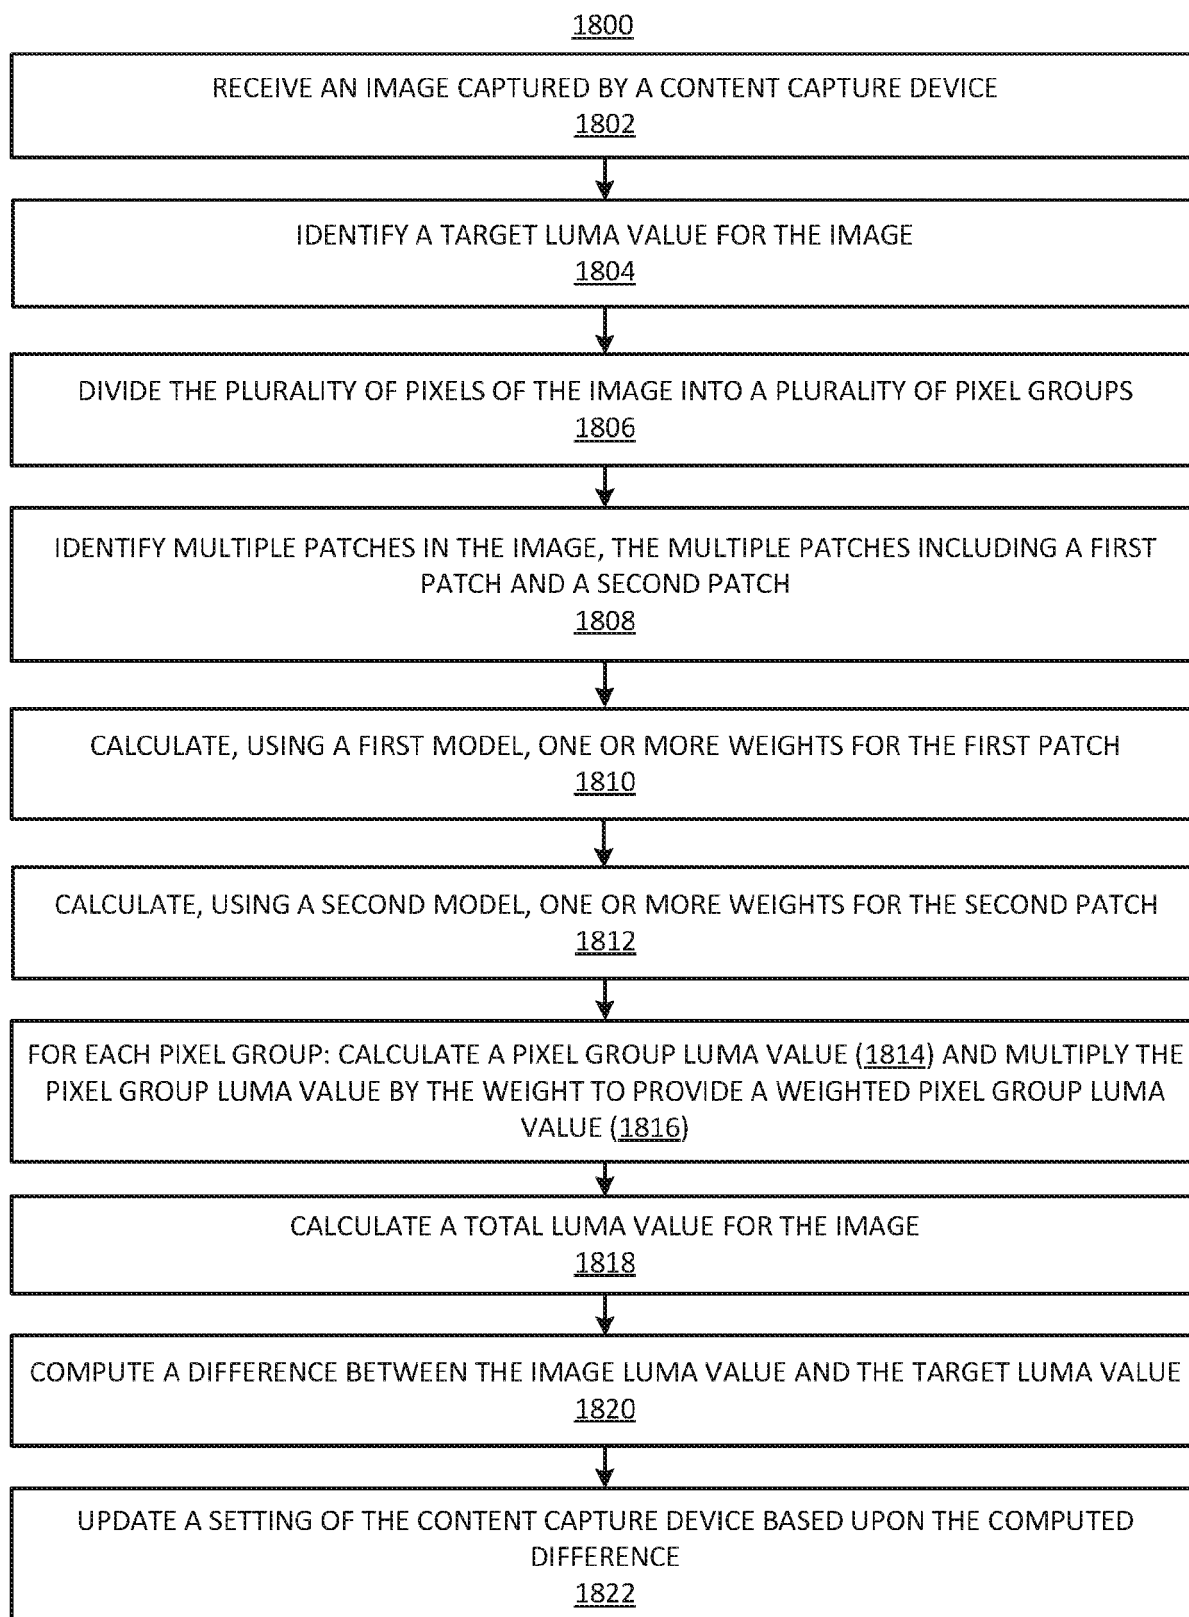 1800
RECEIVE AN IMAGE CAPTURED BY A CONTENT CAPTURE DEVICE
1802
IDENTIFY A TARGET LUMA VALUE FOR THE IMAGE
1804
DIVIDE THE PLURALITY OF PIXELS OF THE IMAGE INTO A PLURALITY OF PIXEL GROUPS
1806
IDENTIFY MULTIPLE PATCHES IN THE IMAGE, THE MULTIPLE PATCHES INCLUDING A FIRST
PATCH AND A SECOND PATCH
1808
CALCULATE, USING A FIRST MODEL, ONE OR MORE WEIGHTS FOR THE FIRST PATCH
1810
CALCULATE, USING A SECOND MODEL, ONE OR MORE WEIGHTS FOR THE SECOND PATCH
1812
FOR EACH PIXEL GROUP: CALCULATE A PIXEL GROUP LUMA VALUE (1814) AND MULTIPLY THE
PIXEL GROUP LUMA VALUE BY THE WEIGHT TO PROVIDE A WEIGHTED PIXEL GROUP LUMA
VALUE (1816)
CALCULATE A TOTAL LUMA VALUE FOR THE IMAGE
1818
COMPUTE A DIFFERENCE BETWEEN THE IMAGE LUMA VALUE AND THE TARGET LUMA VALUE
1820
UPDATE A SETTING OF THE CONTENT CAPTURE DEVICE BASED UPON THE COMPUTED
DIFFERENCE
1822